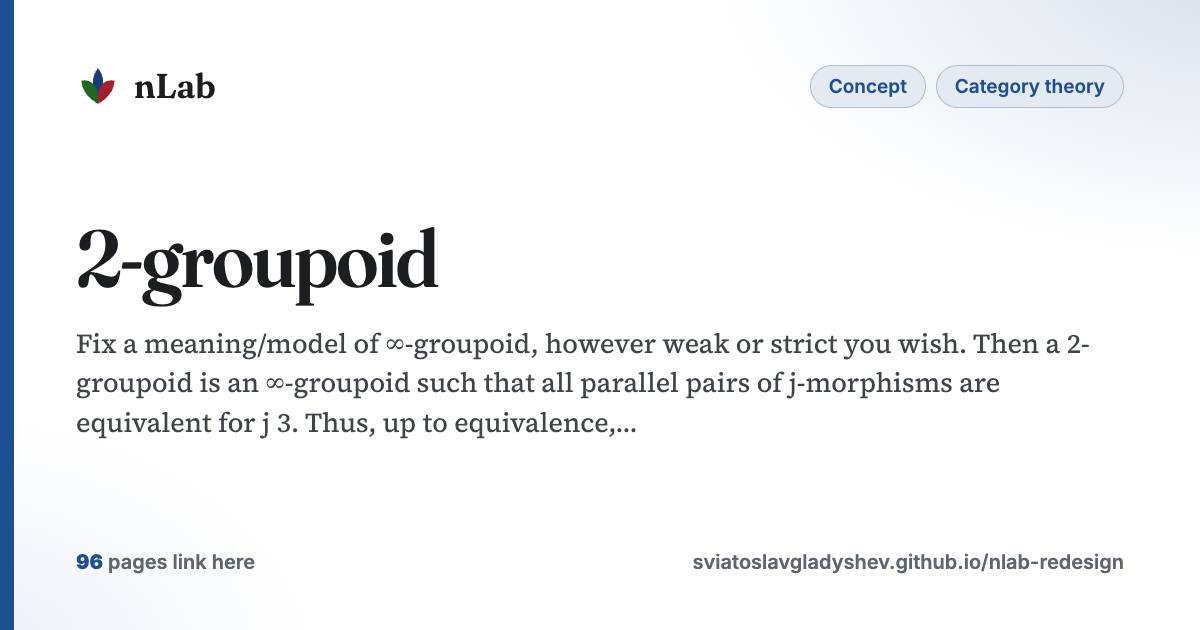 nLab
Concept
Category theory
2-groupoid
Fix a meaning/model of ∞-groupoid, however weak or strict you wish. Then a 2-
groupoid is an ∞-groupoid such that all parallel pairs of j-morphisms are
equivalent for j 3. Thus, up to equivalence,...
96 pages link here
sviatoslavgladyshev.github.io/nlab-redesign